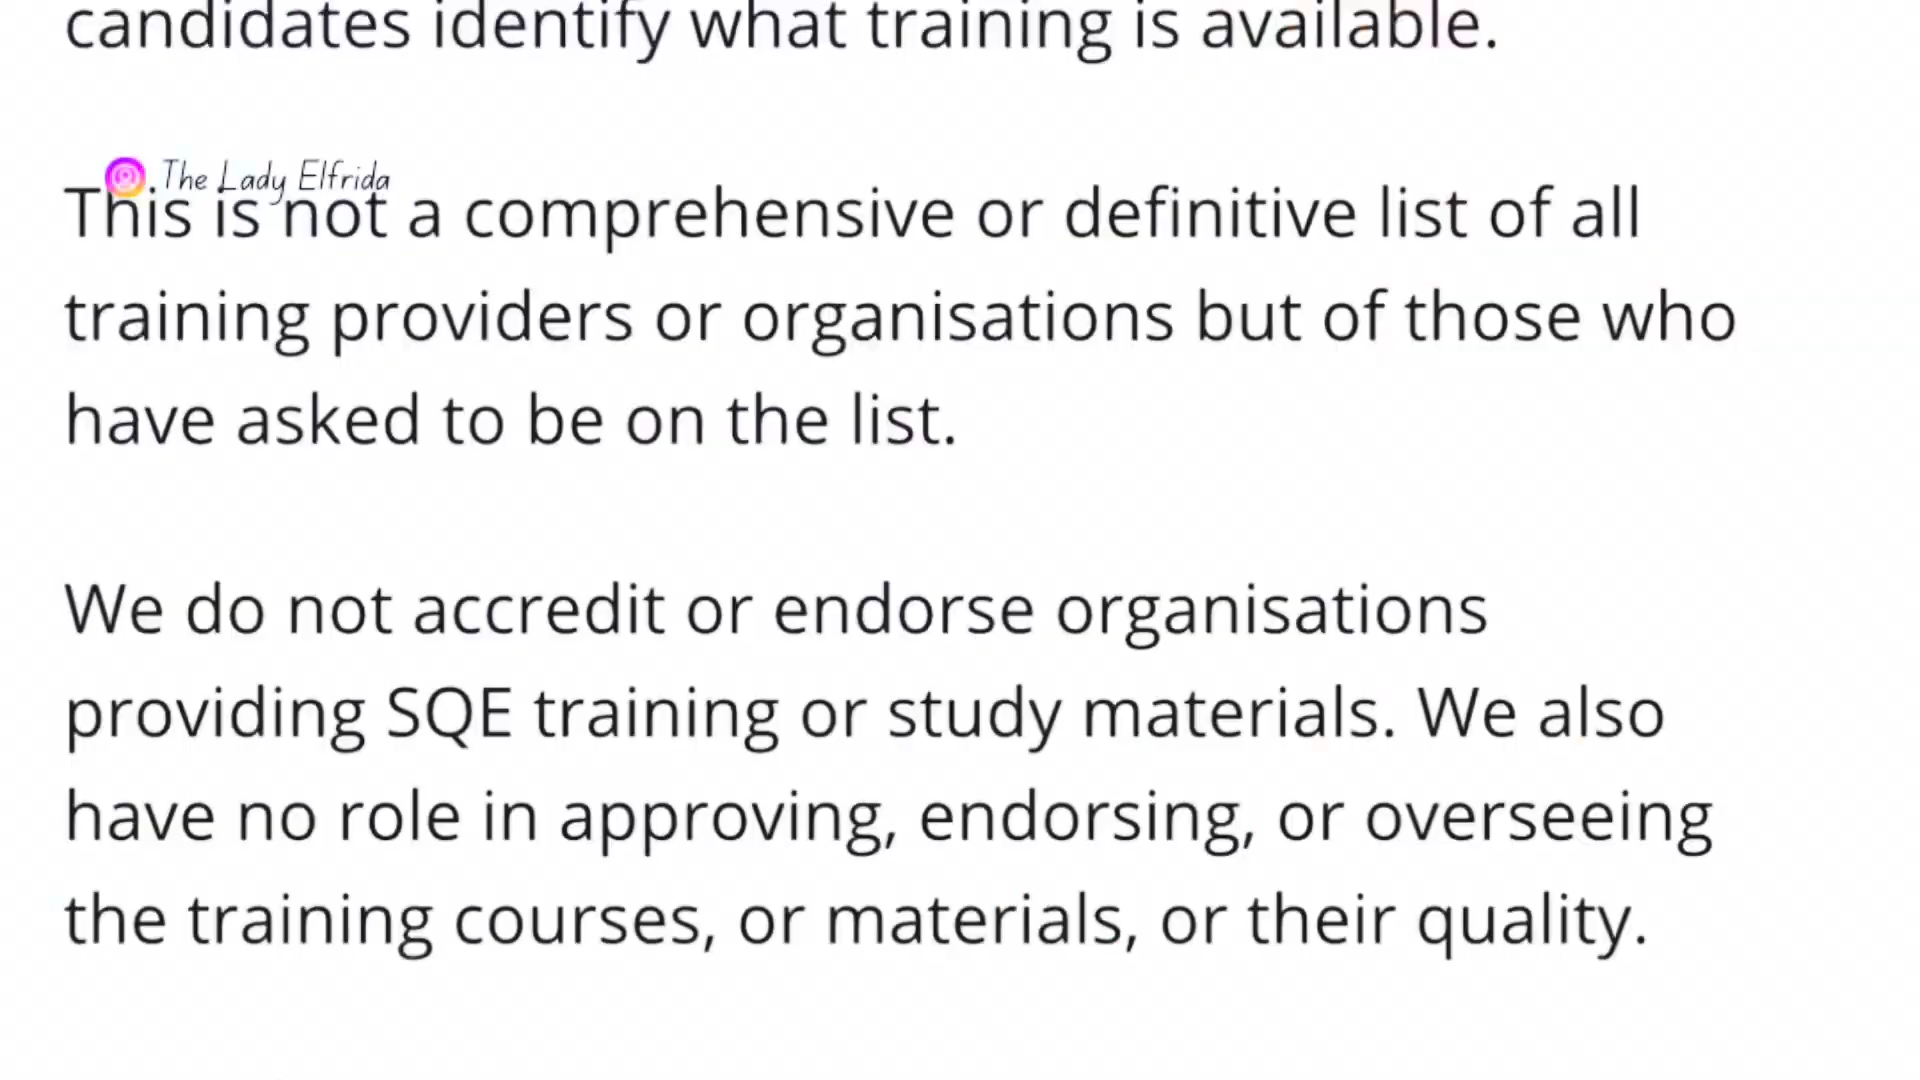 candidates identify what training is available.
The Lady Elfrida
This is not a comprehensive or definitive list of all
training providers or organisations but of those who
have asked to be on the list.
We do not accredit or endorse organisations
providing SQE training or study materials. We also
have no role in approving, endorsing, or overseeing
the training courses, or materials, or their quality.